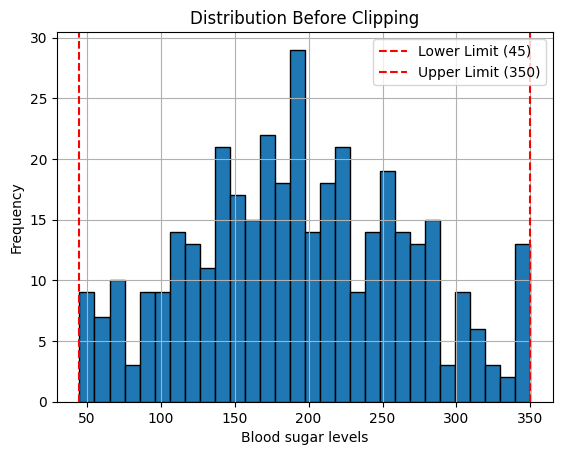 Distribution Before Clipping
Lower Limit (45)
Upper Limit (350)
30
25
20
15
10
5
0
Frequency
50
100
150
200
250
300
350
Blood sugar levels